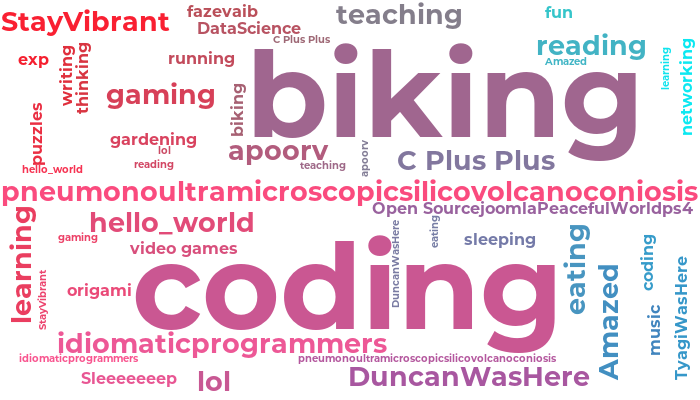 StayVibrant
fazevaib
DataScience
C Plus Plus
teaching
fun
reading
Amazed
learning
networking
exp
writing
thinking
running
biking
gaming
biking
puzzles
gardening
lol
reading
apoorv
teaching
apoorv
C Plus Plus
hello_world
pneumonoultramicroscopicsilicovolcanoconiosis
learning
hello_world
Open SourcejoomlaPeacefulWorldps4
gaming
video games
DuncanWasHere
eating
sleeping
eating
coding
coding
StayVibrant
origami
Amazed
music
TyagiWasHere
idiomaticprogrammers
idiomaticprogrammers
pneumonoultramicroscopicsilicovolcanoconiosis
Sleeeeeeep
lol
DuncanWasHere